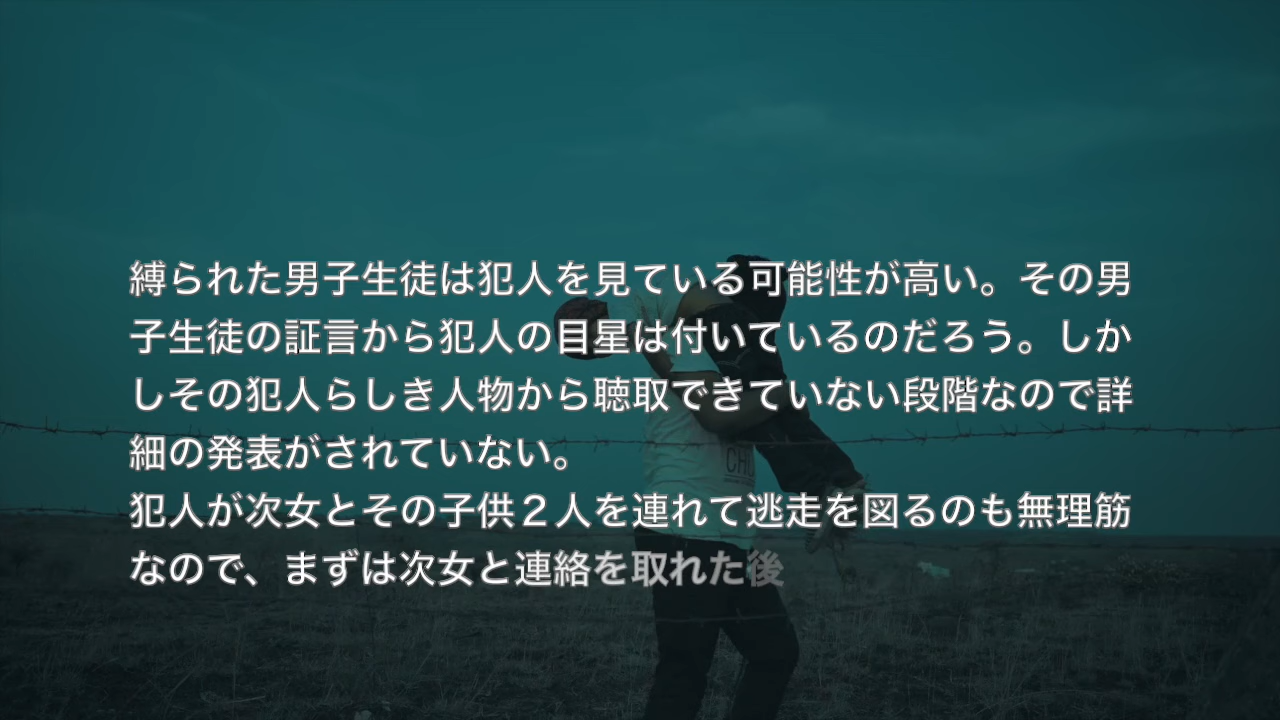 縛られた男子生徒は犯人を見ている可能性が高い。その男
子生徒の証言から犯人の目星は付いているのだろう。しか
しその犯人らしき人物から聴取できていない段階なので詳
細の発表がされていない。
犯人が次女とその子供２人を連れて逃走を図るのも無理筋
なので、まずは次女と連絡を取れた後